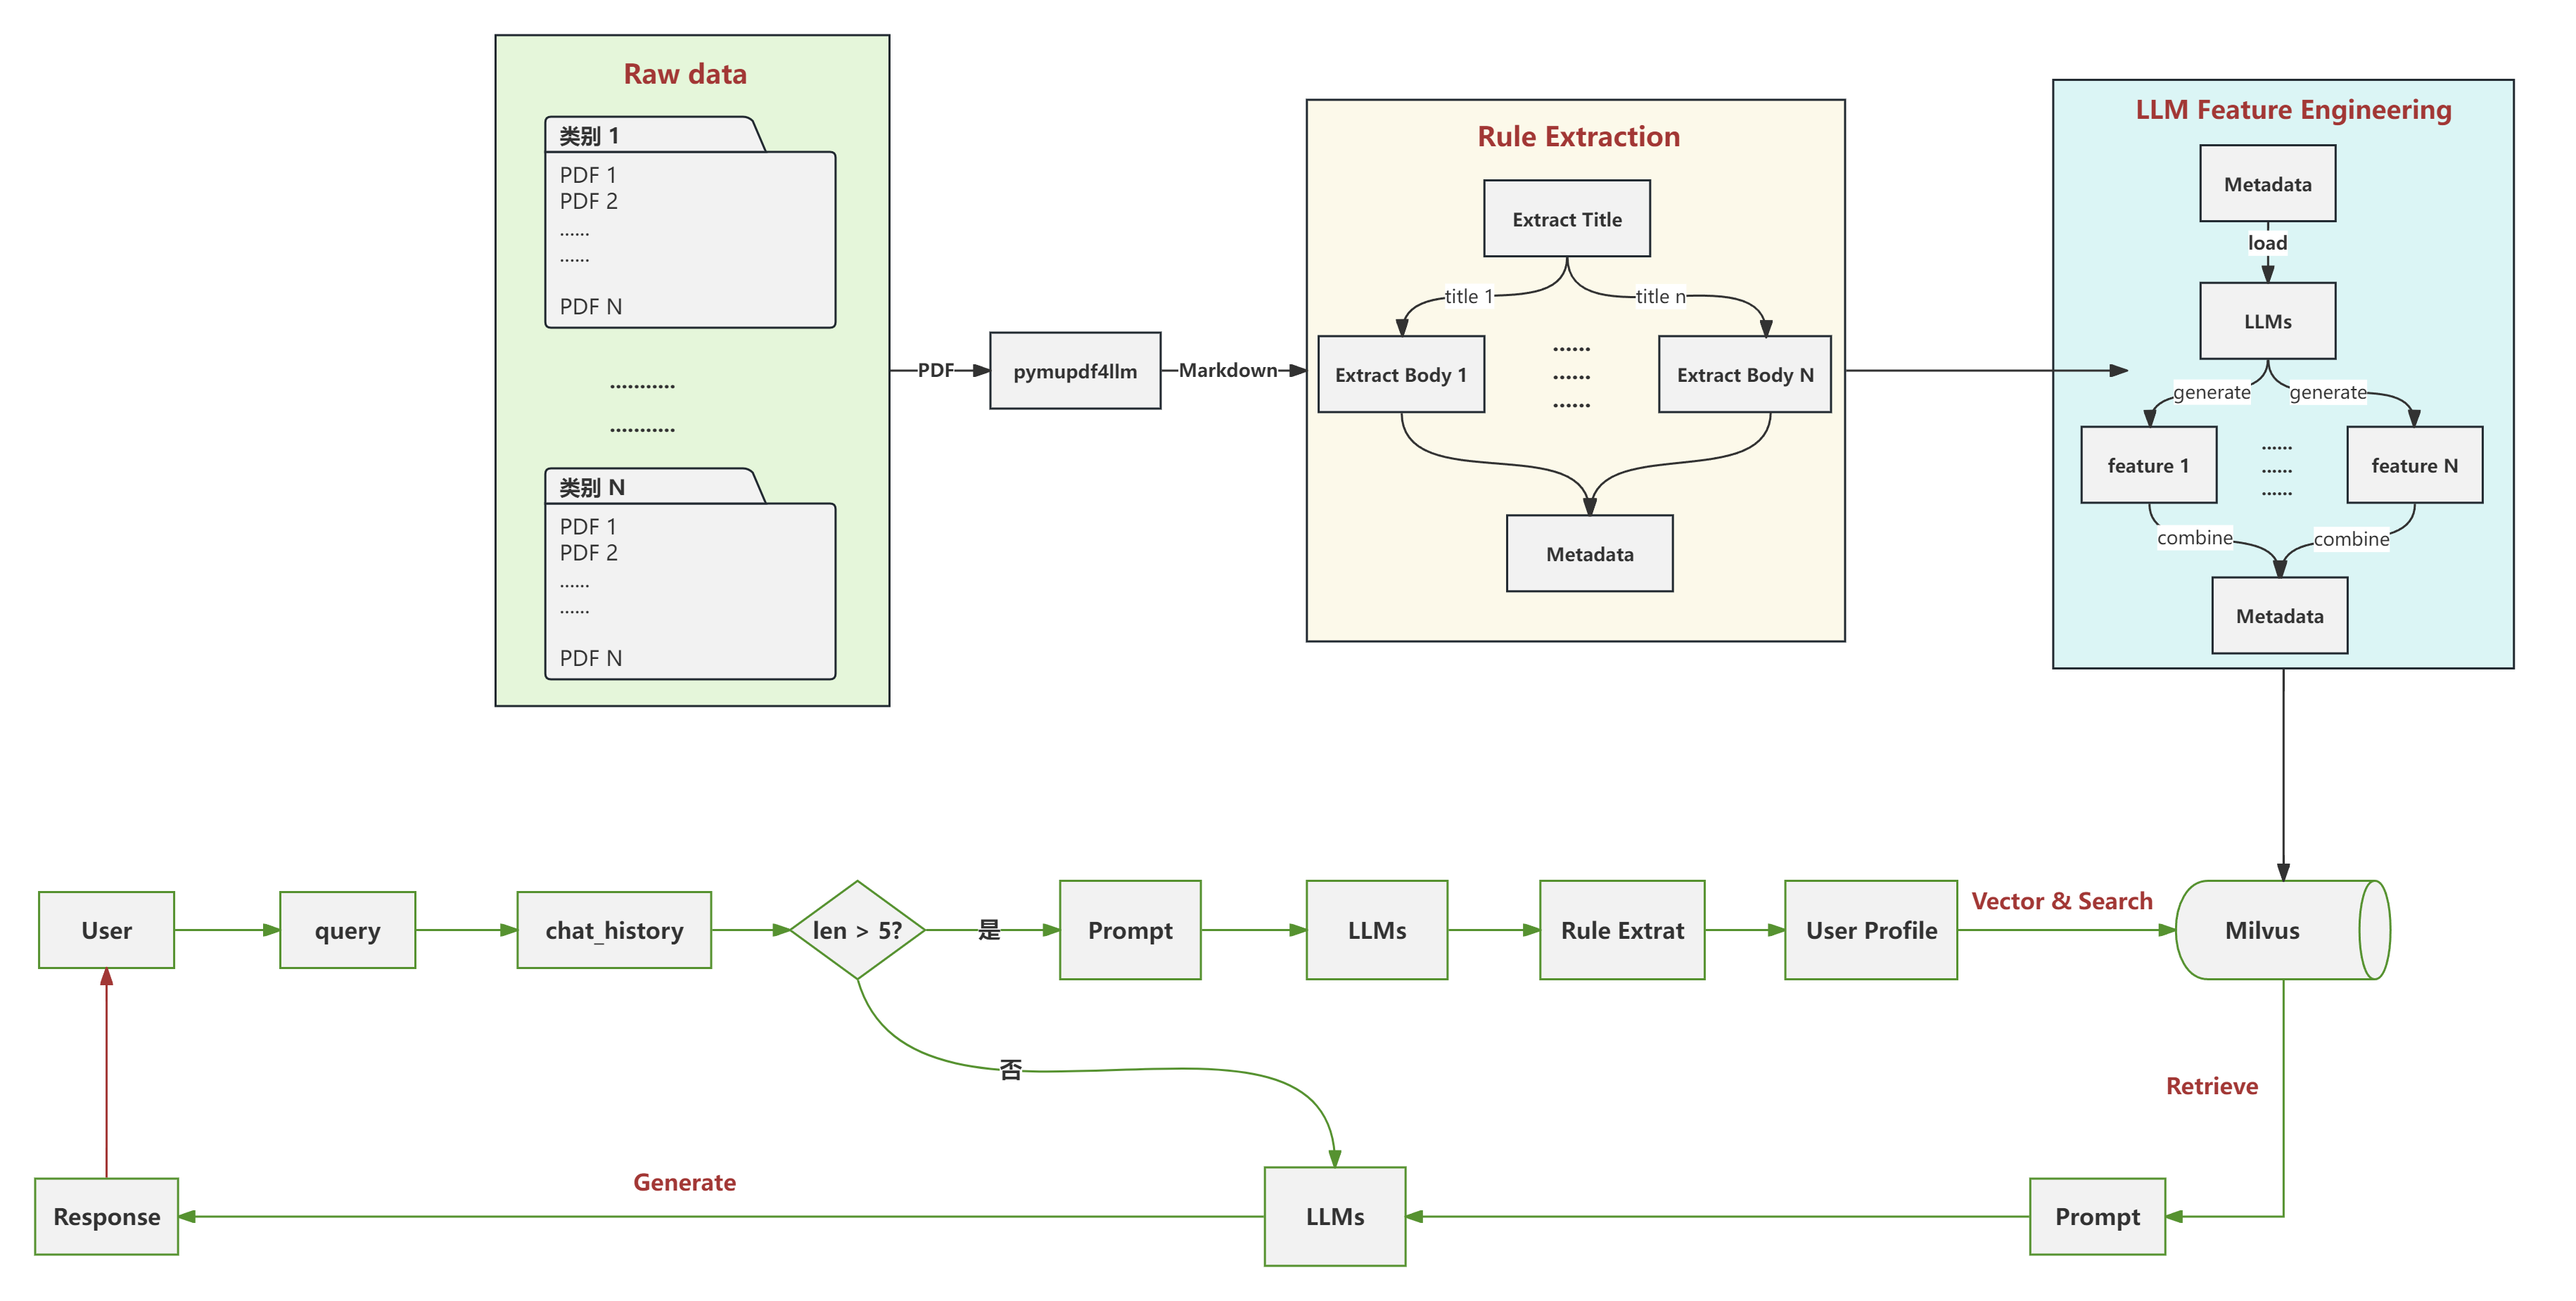 Raw data
类别 1
PDF 1
PDF 2
......
......
PDF N
...........
...........
类别 N
PDF 1
PDF 2
......
......
PDF N
PDF
pymupdf4llm
Markdown
Rule Extraction
Extract Title
title 1
title n
Extract Body 1
......
......
......
Extract Body N
Metadata
LLM Feature Engineering
Metadata
load
LLMs
generate
generate
feature 1
......
......
......
feature N
combine
combine
Metadata
User
query
chat_history
len > 5?
是
Prompt
LLMs
Rule Extrat
User Profile
Vector & Search
Milvus
否
Retrieve
Response
Generate
LLMs
Prompt